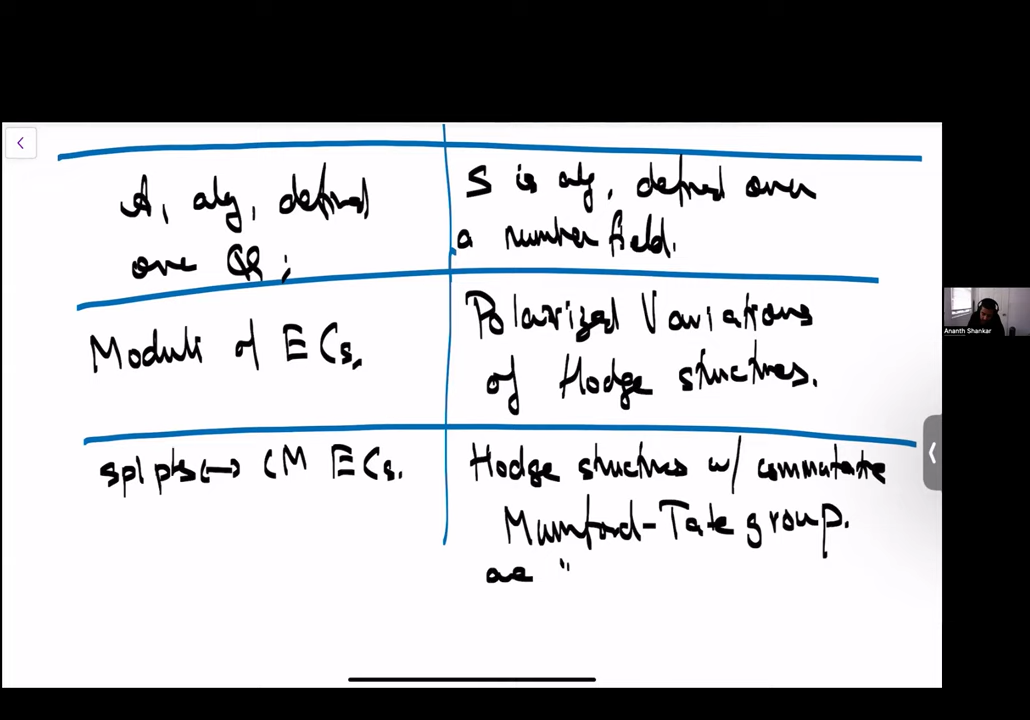 A, alg, defined
over Q ;
S is alg, defined over
a number field.
Moduli of ECs.
Polarized Variations
of Hodge structures.
spl pts ↔ CM ECs.
Hodge structures w/ commutative
Mumford-Tate group.
are "
Ananth Shankar